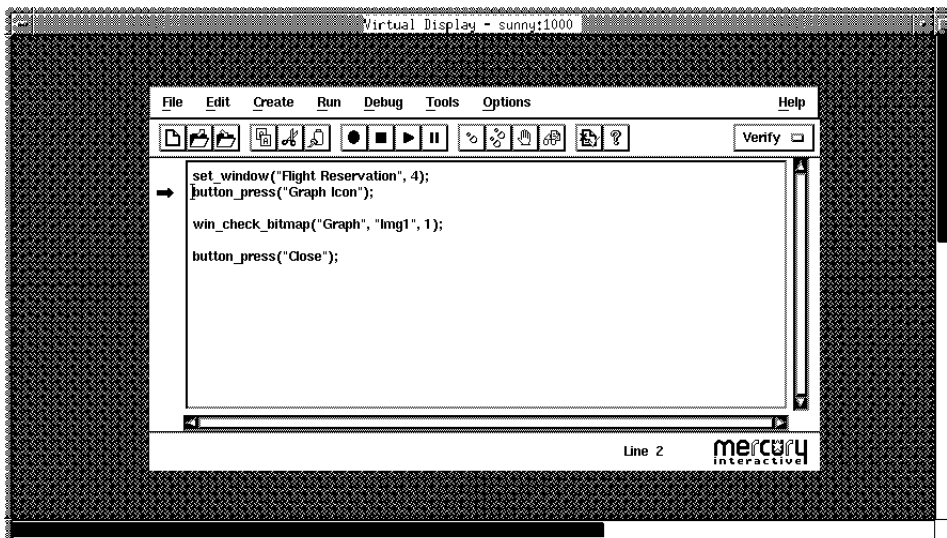 Virtual Display - sunny:1000
File Edit Create Run Debug Tools Options Help
Verify
set_window("Flight Reservation", 4);
button_press("Graph Icon");
win_check_bitmap("Graph", "Img1", 1);
button_press("Close");
Line 2
mercury
interactive